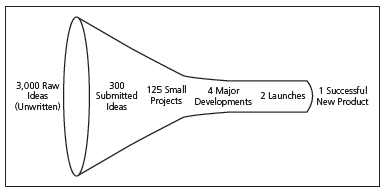 3,000 Raw
Ideas
(Unwritten)
300
Submitted
Ideas
125 Small
Projects
4 Major
Developments
2 Launches
1 Successful
New Product